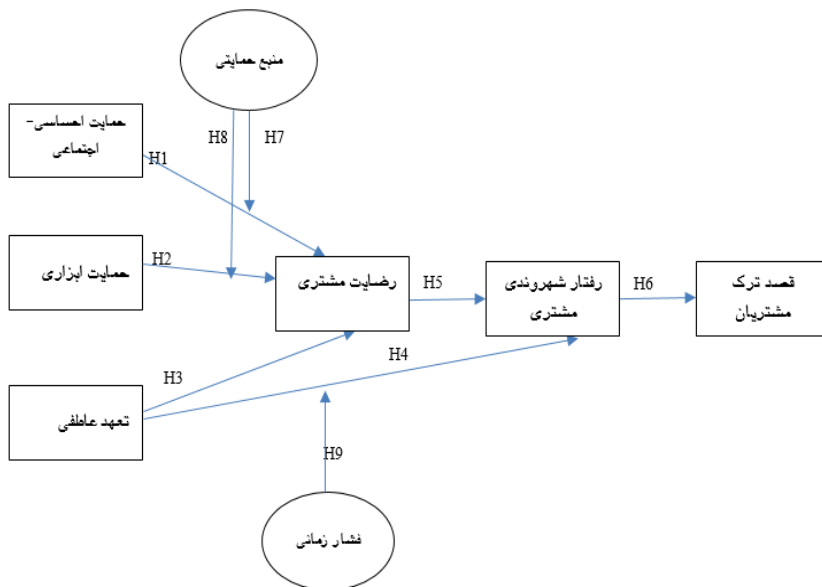 منبع حمایتی
حمایت احساسی-
اجتماعی
H8
H7
H1
حمایت ابزاری
H2
رضایت مشتری
H5
رفتار شهروندی
مشتری
H6
قصد ترک
مشتریان
H3
H4
تعهد عاطفی
H9
فشار زمانی